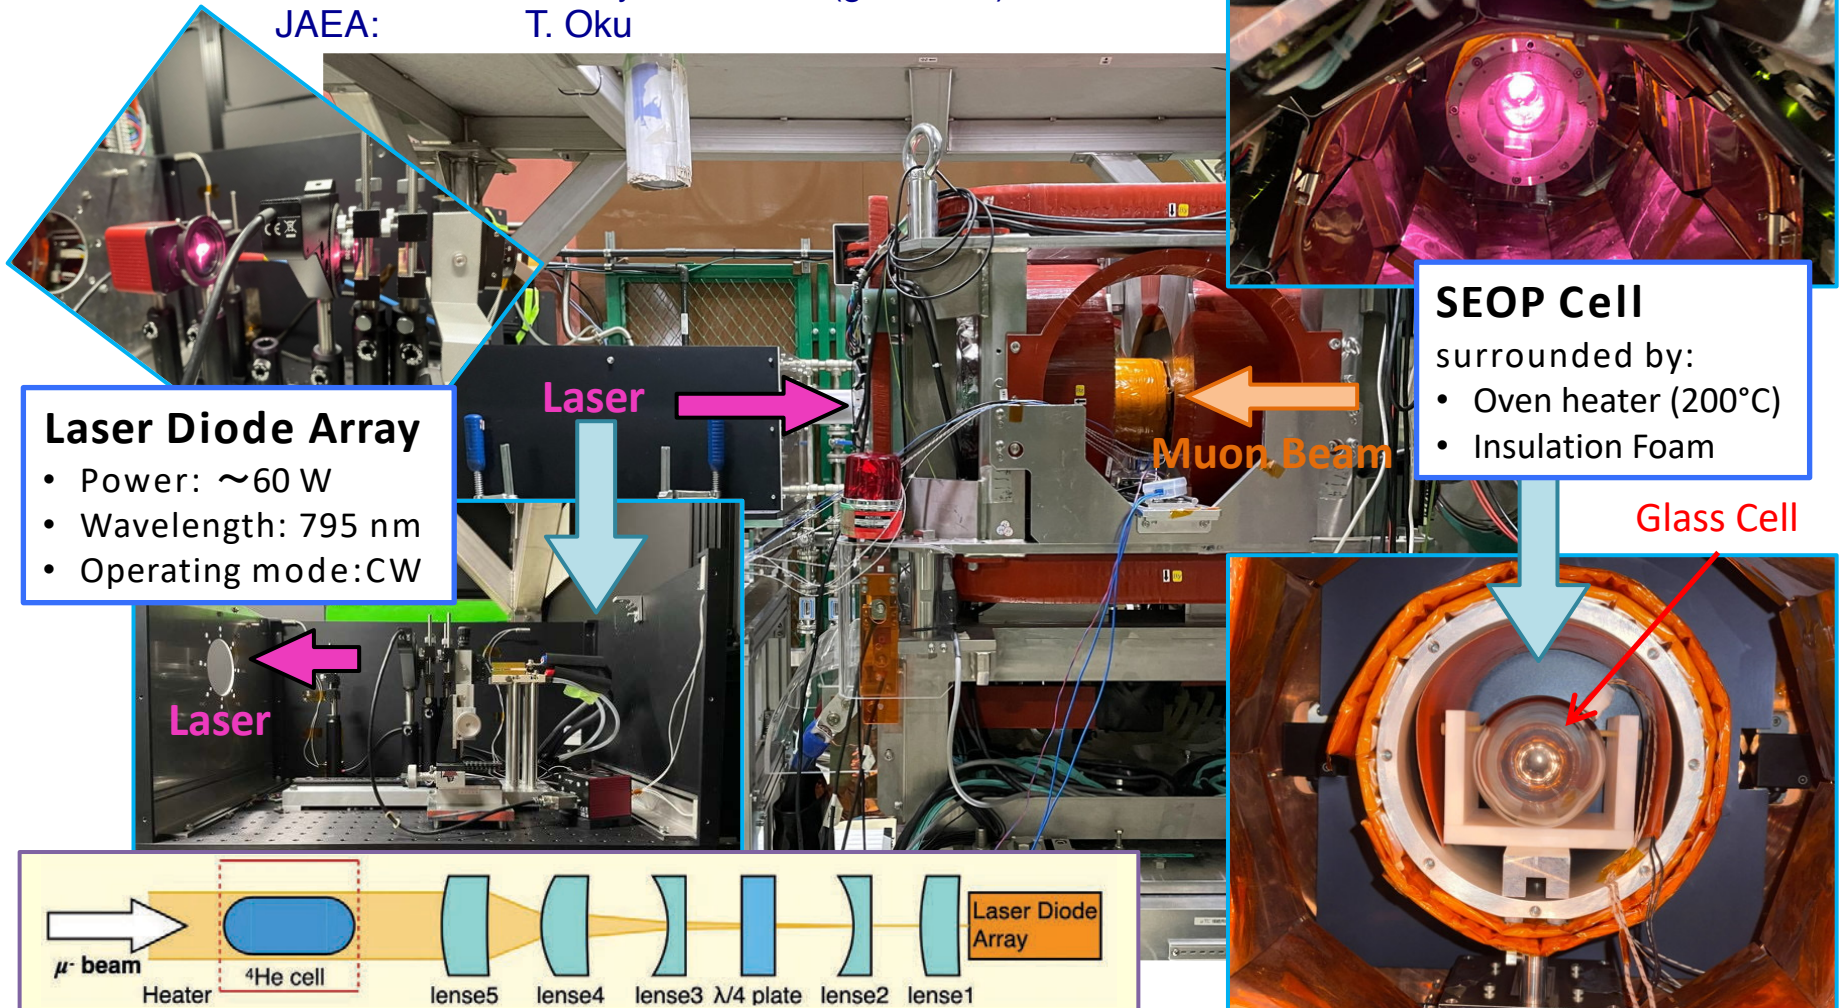 JAEA: T. Oku
Laser
Muon Beam
SEOP Cell
surrounded by:
• Oven heater (200°C)
• Insulation Foam
Laser Diode Array
• Power: ~60 W
• Wavelength: 795 nm
• Operating mode:CW
Glass Cell
Laser
μ- beam
Heater
⁴He cell
lense5
lense4
lense3
λ/4 plate
lense2
lense1
Laser Diode
Array